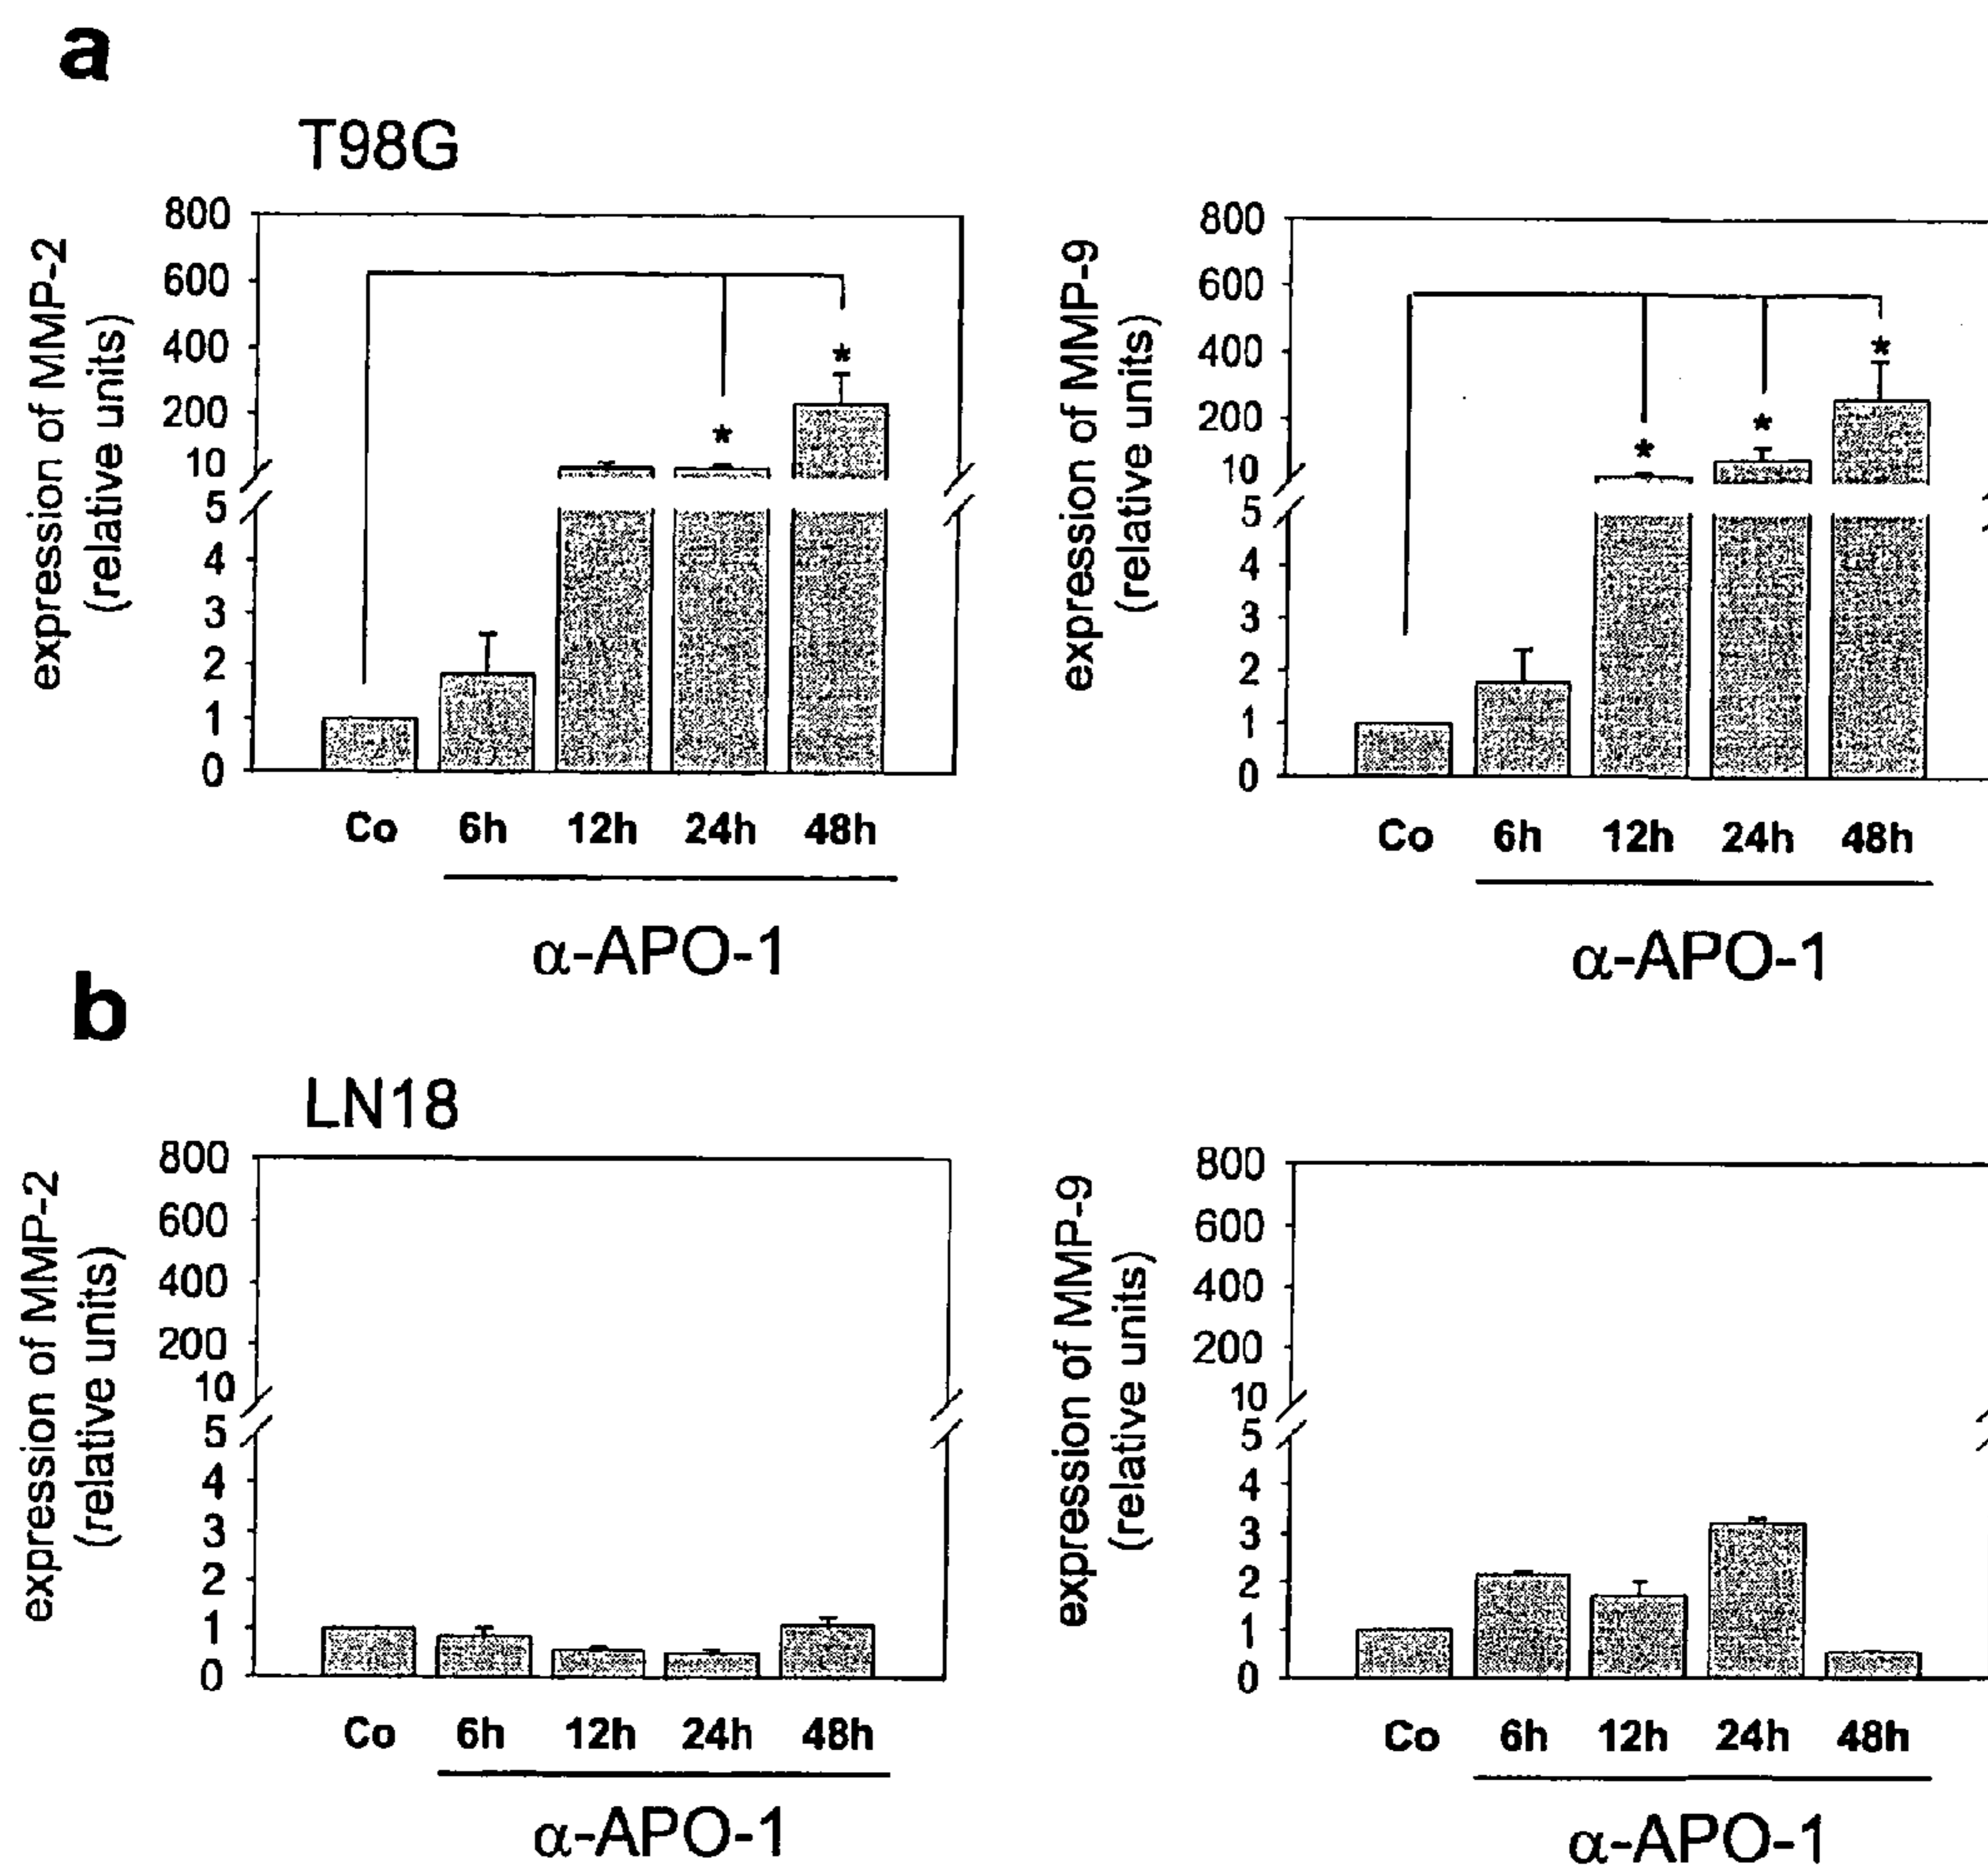 a
T98G
expression of MMP-2
(relative units)
800
600
400
200
10
5
4
3
2
1
0
*
*
Co 6h 12h 24h 48h
α-APO-1
expression of MMP-9
(relative units)
800
600
400
200
10
5
4
3
2
1
0
*
*
*
Co 6h 12h 24h 48h
α-APO-1
b
LN18
expression of MMP-2
(relative units)
800
600
400
200
10
5
4
3
2
1
0
Co 6h 12h 24h 48h
α-APO-1
expression of MMP-9
(relative units)
800
600
400
200
10
5
4
3
2
1
0
Co 6h 12h 24h 48h
α-APO-1